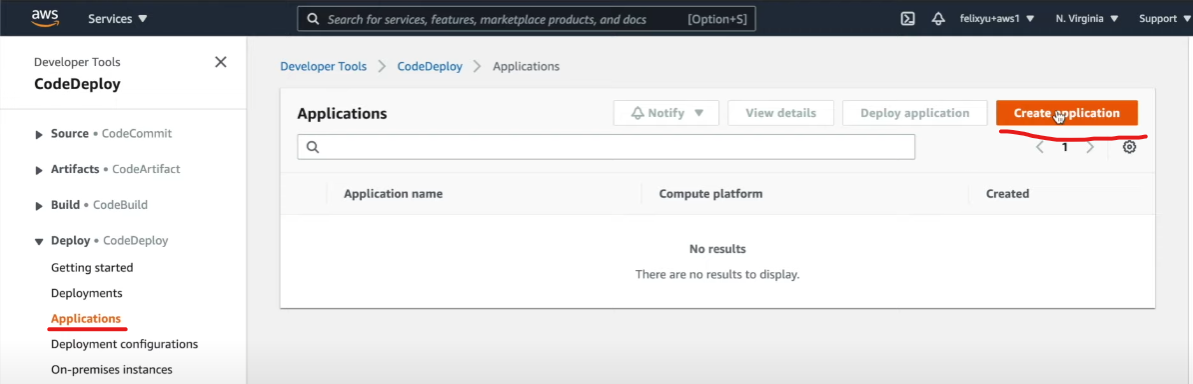 aws Services Search for services, features, marketplace products, and docs [Option+S] felixyu+aws1 N. Virginia Support
Developer Tools
CodeDeploy
Source • CodeCommit
Artifacts • CodeArtifact
Build • CodeBuild
Deploy • CodeDeploy
Getting started
Deployments
Applications
Deployment configurations
On-premises instances
Developer Tools > CodeDeploy > Applications
Applications Notify View details Deploy application Create application
1
Application name Compute platform Created
No results
There are no results to display.